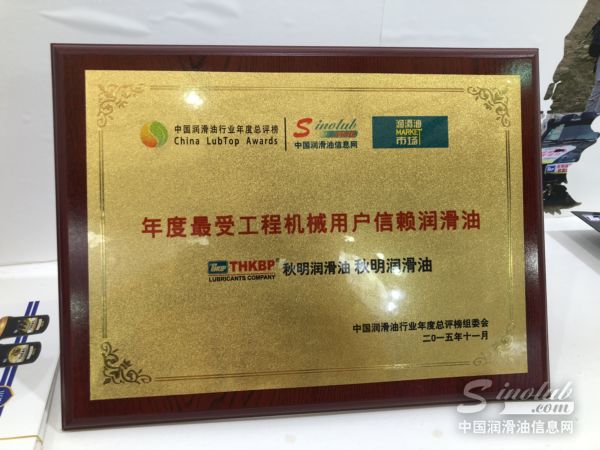 中国润滑油行业年度总评榜
China LubTop Awards
Sinolub
中国润滑油信息网
润滑油
MARKET
市场
年度最受工程机械用户信赖润滑油
THKBP® 秋明润滑油 秋明润滑油
LUBRICANTS COMPANY
中国润滑油行业年度总评榜组委会
二〇一五年十一月
Sinolub
.com
中国润滑油信息网